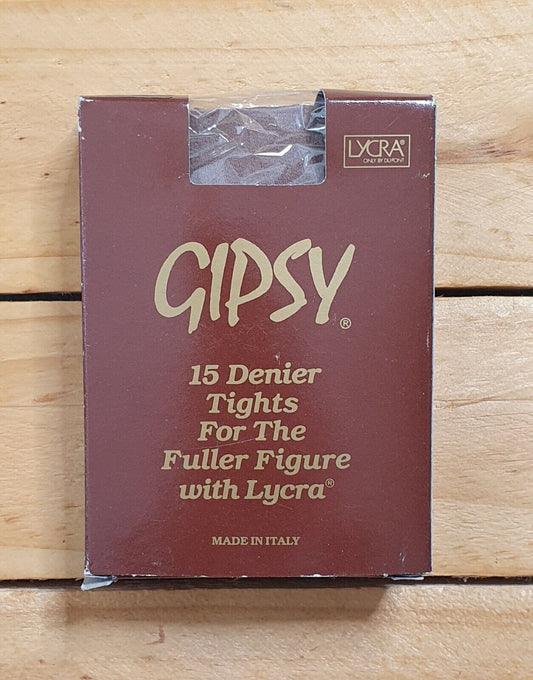 LYCRA®
ONLY BY DUPONT
GIPSY®
15 Denier
Tights
For The
Fuller Figure
with Lycra®
MADE IN ITALY